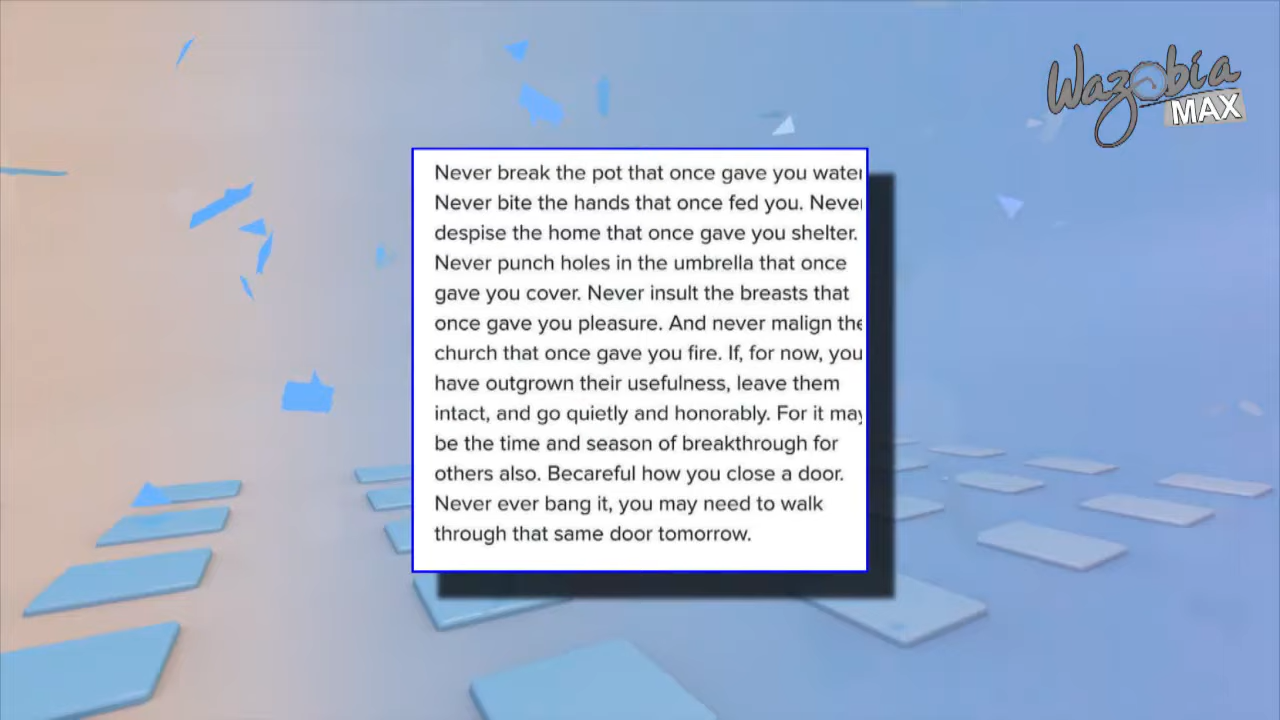 Wazobia
MAX
Never break the pot that once gave you water
Never bite the hands that once fed you. Never
despise the home that once gave you shelter.
Never punch holes in the umbrella that once
gave you cover. Never insult the breasts that
once gave you pleasure. And never malign the
church that once gave you fire. If, for now, you
have outgrown their usefulness, leave them
intact, and go quietly and honorably. For it may
be the time and season of breakthrough for
others also. Becareful how you close a door.
Never ever bang it, you may need to walk
through that same door tomorrow.